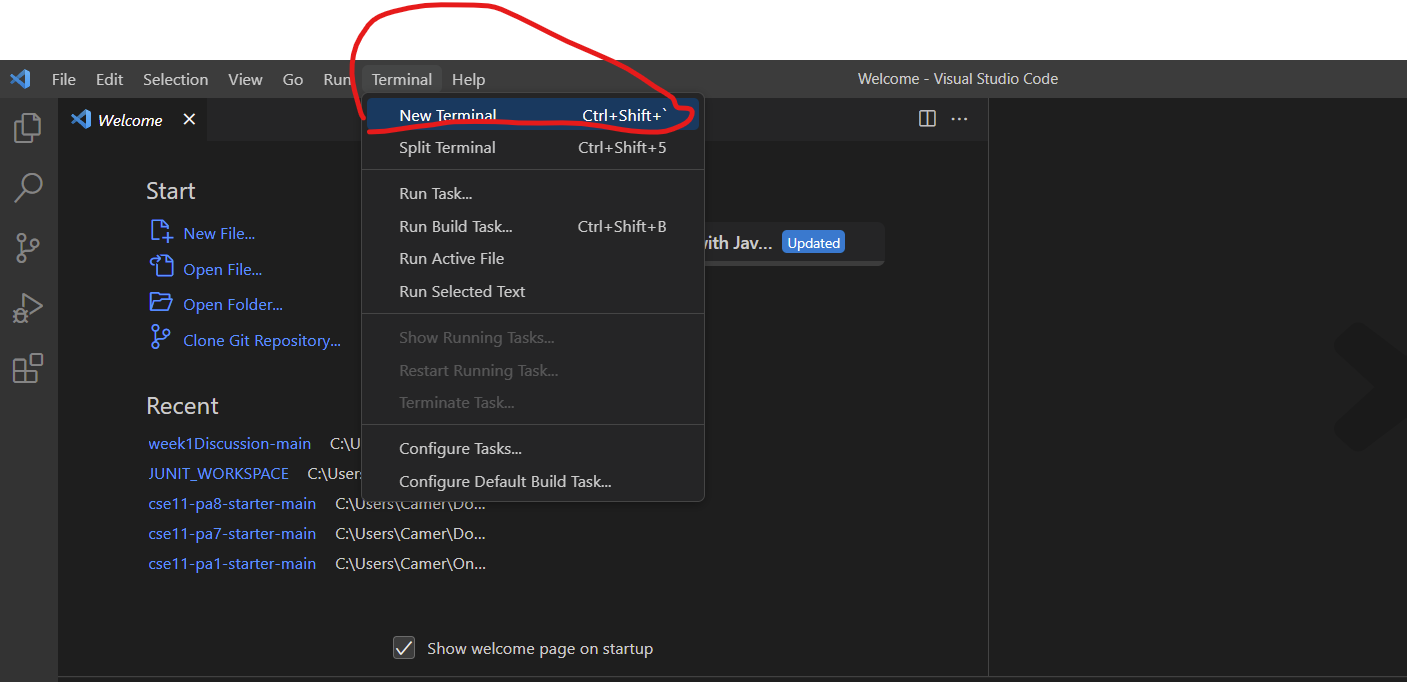 File Edit Selection View Go Run Terminal Help Welcome - Visual Studio Code
Welcome
New Terminal Ctrl+Shift+`
Split Terminal Ctrl+Shift+5
Run Task...
Run Build Task... Ctrl+Shift+B
Run Active File
Run Selected Text
Show Running Tasks...
Restart Running Task...
Terminate Task...
Configure Tasks...
Configure Default Build Task...
Start
New File...
Open File...
Open Folder...
Clone Git Repository...
with Jav... Updated
Recent
week1Discussion-main C:\U
JUNIT_WORKSPACE C:\User
cse11-pa8-starter-main C:\Users\Camer\Do...
cse11-pa7-starter-main C:\Users\Camer\Do...
cse11-pa1-starter-main C:\Users\Camer\On...
Show welcome page on startup